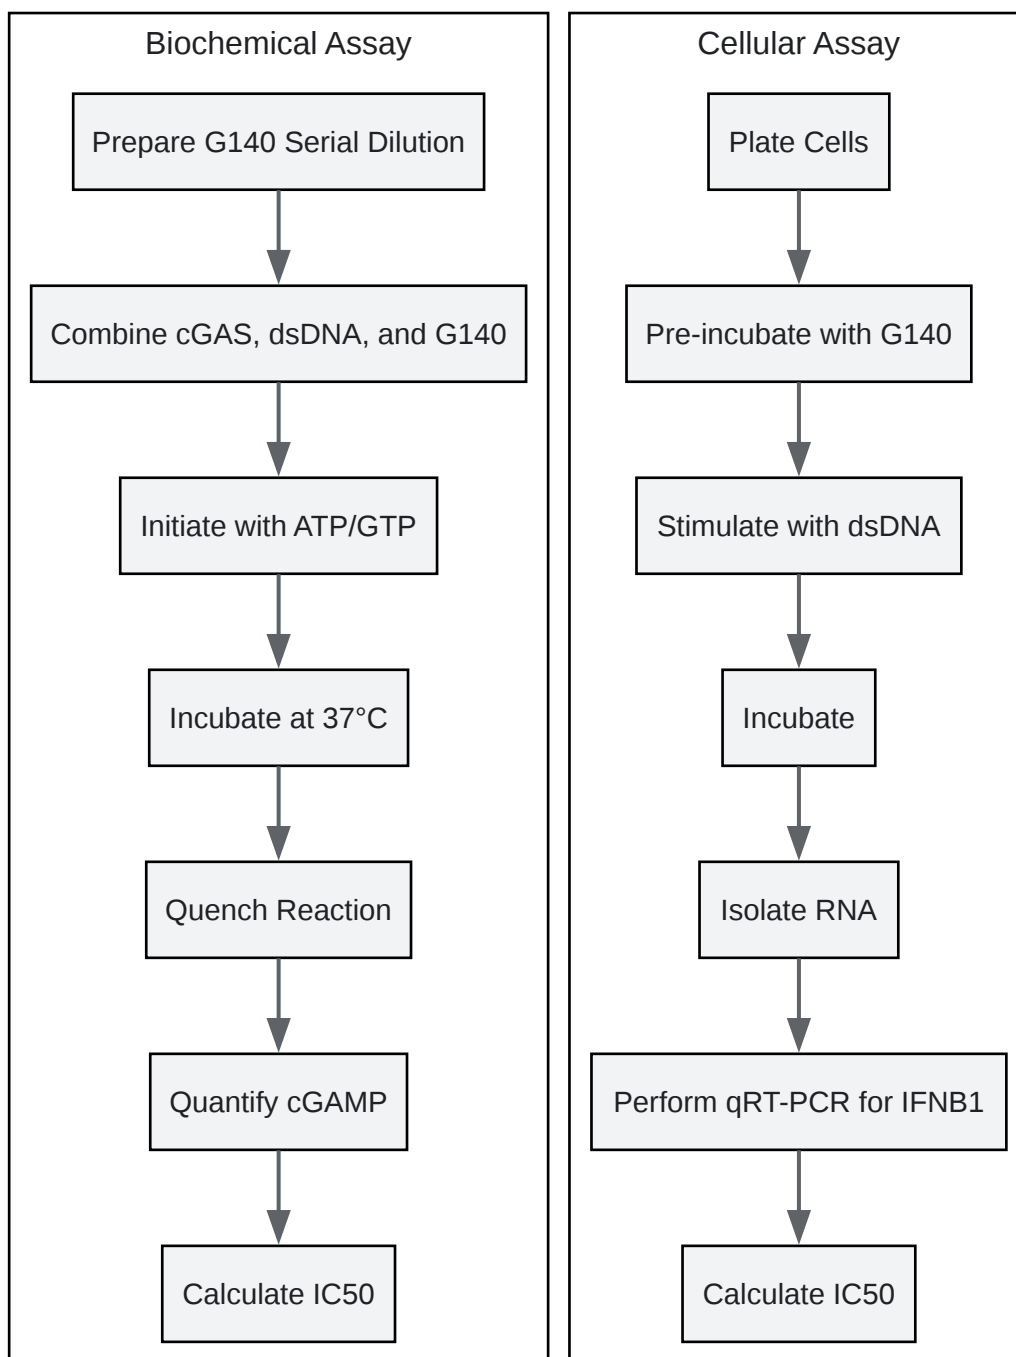 Biochemical Assay
Prepare G140 Serial Dilution
Combine cGAS, dsDNA, and G140
Initiate with ATP/GTP
Incubate at 37°C
Quench Reaction
Quantify cGAMP
Calculate IC50
Cellular Assay
Plate Cells
Pre-incubate with G140
Stimulate with dsDNA
Incubate
Isolate RNA
Perform qRT-PCR for IFNB1
Calculate IC50